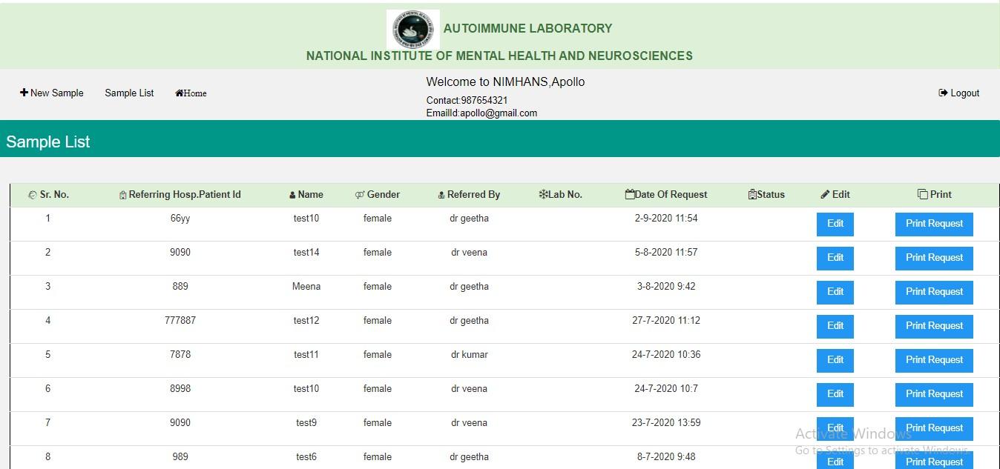 AUTOIMMUNE LABORATORY
NATIONAL INSTITUTE OF MENTAL HEALTH AND NEUROSCIENCES
New Sample Sample List Home
Welcome to NIMHANS,Apollo
Contact:987654321
EmailId:apollo@gmail.com
Logout
Sample List
Sr. No. Referring Hosp.Patient Id Name Gender Referred By Lab No. Date Of Request Status Edit Print
1 66yy test10 female dr geetha 2-9-2020 11:54 Edit Print Request
2 9090 test14 female dr veena 5-8-2020 11:57 Edit Print Request
3 889 Meena female dr geetha 3-8-2020 9:42 Edit Print Request
4 777887 test12 female dr geetha 27-7-2020 11:12 Edit Print Request
5 7878 test11 female dr kumar 24-7-2020 10:36 Edit Print Request
6 8998 test10 female dr veena 24-7-2020 10:7 Edit Print Request
7 9090 test9 female dr veena 23-7-2020 13:59 Edit Print Request
8 989 test6 female dr geetha 8-7-2020 9:48 Edit Print Request
Activate Windows
Go to Settings to activate Windows.